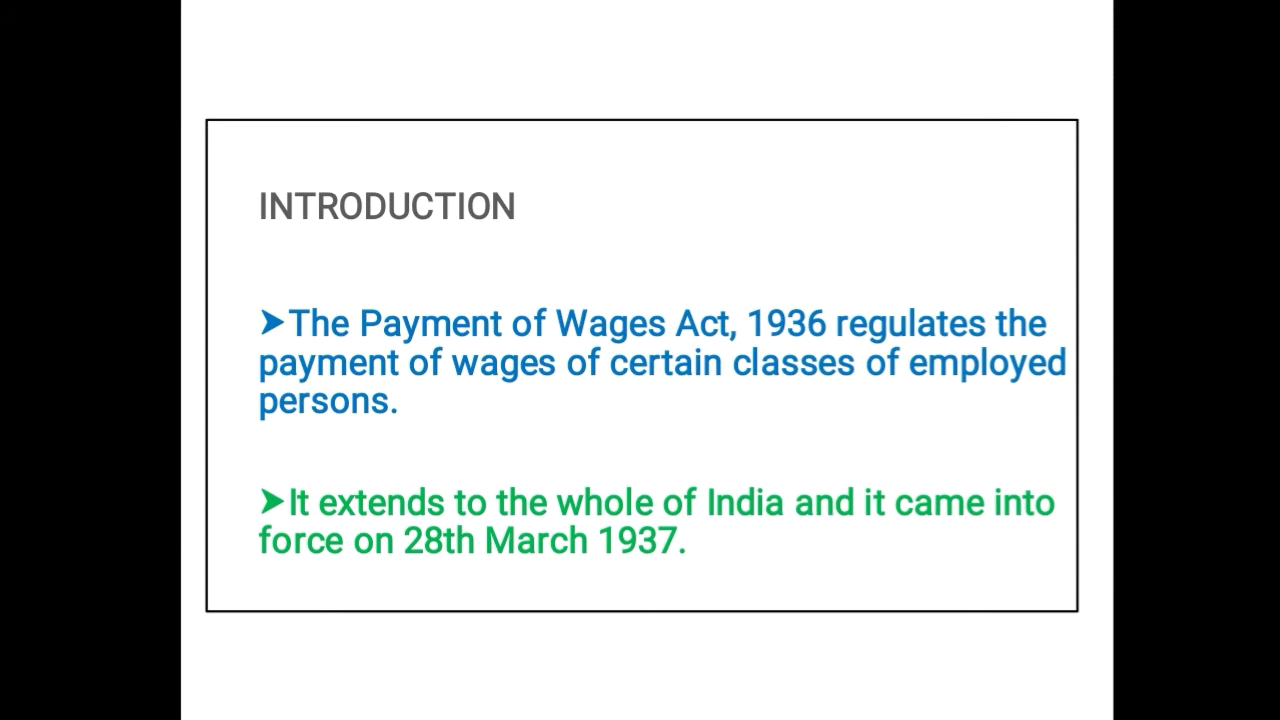 INTRODUCTION
➤The Payment of Wages Act, 1936 regulates the
payment of wages of certain classes of employed
persons.
➤It extends to the whole of India and it came into
force on 28th March 1937.